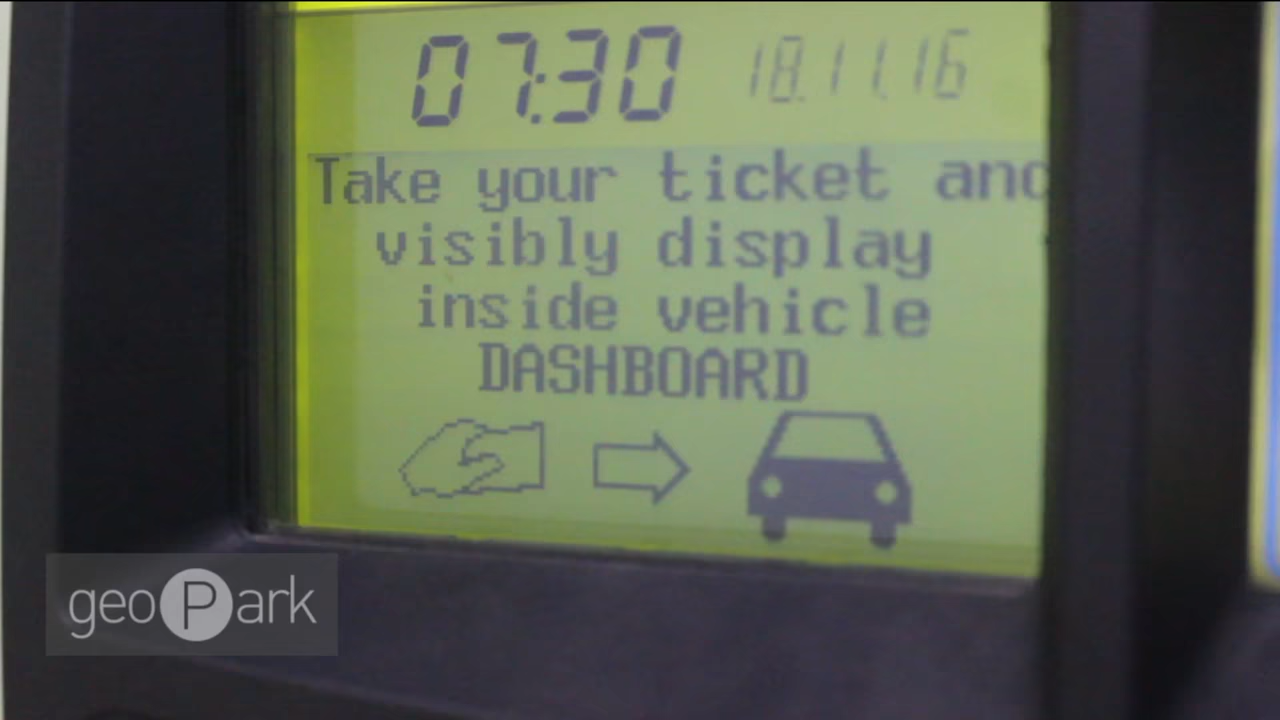 07:30 18.11.16
Take your ticket and
visibly display
inside vehicle
DASHBOARD
geoPark